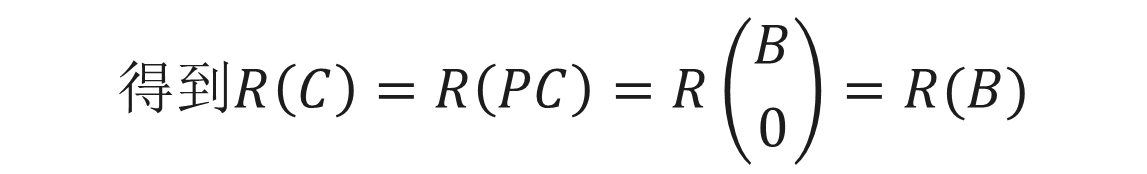 得到R(C) = R(PC) = R(B 0) = R(B)